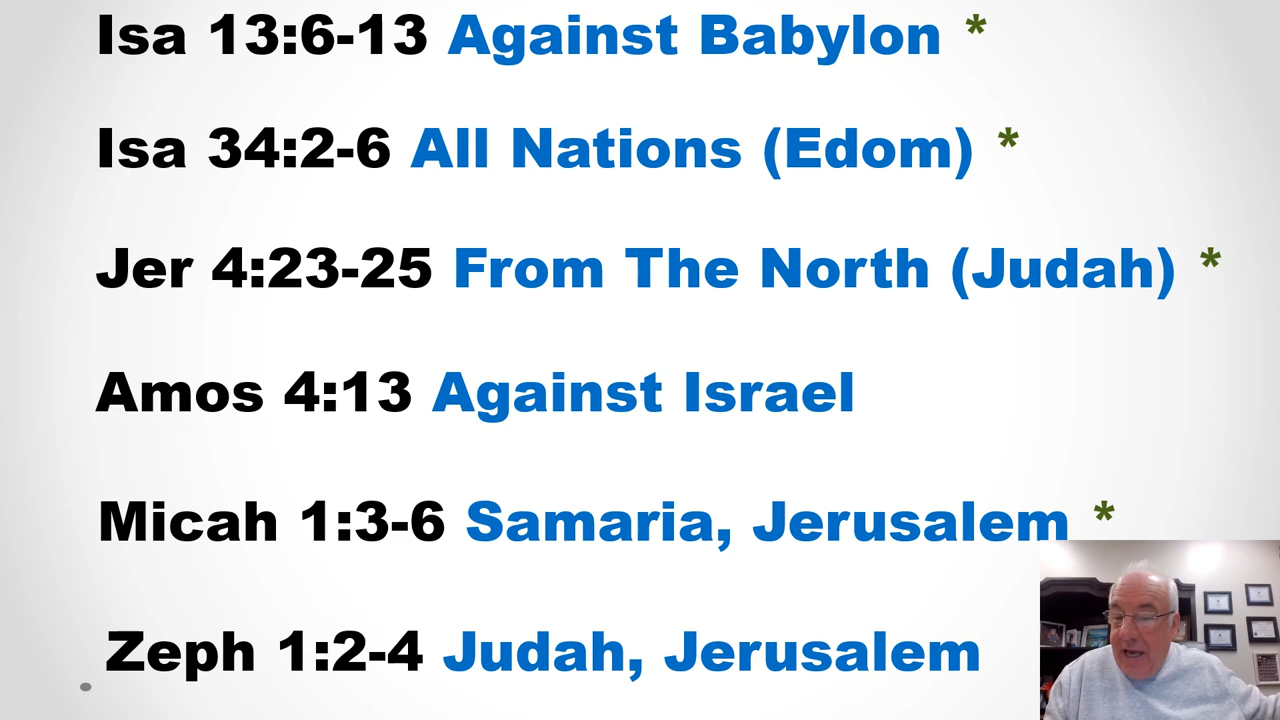 Isa 13:6-13 Against Babylon *
Isa 34:2-6 All Nations (Edom) *
Jer 4:23-25 From The North (Judah) *
Amos 4:13 Against Israel
Micah 1:3-6 Samaria, Jerusalem *
Zeph 1:2-4 Judah, Jerusalem